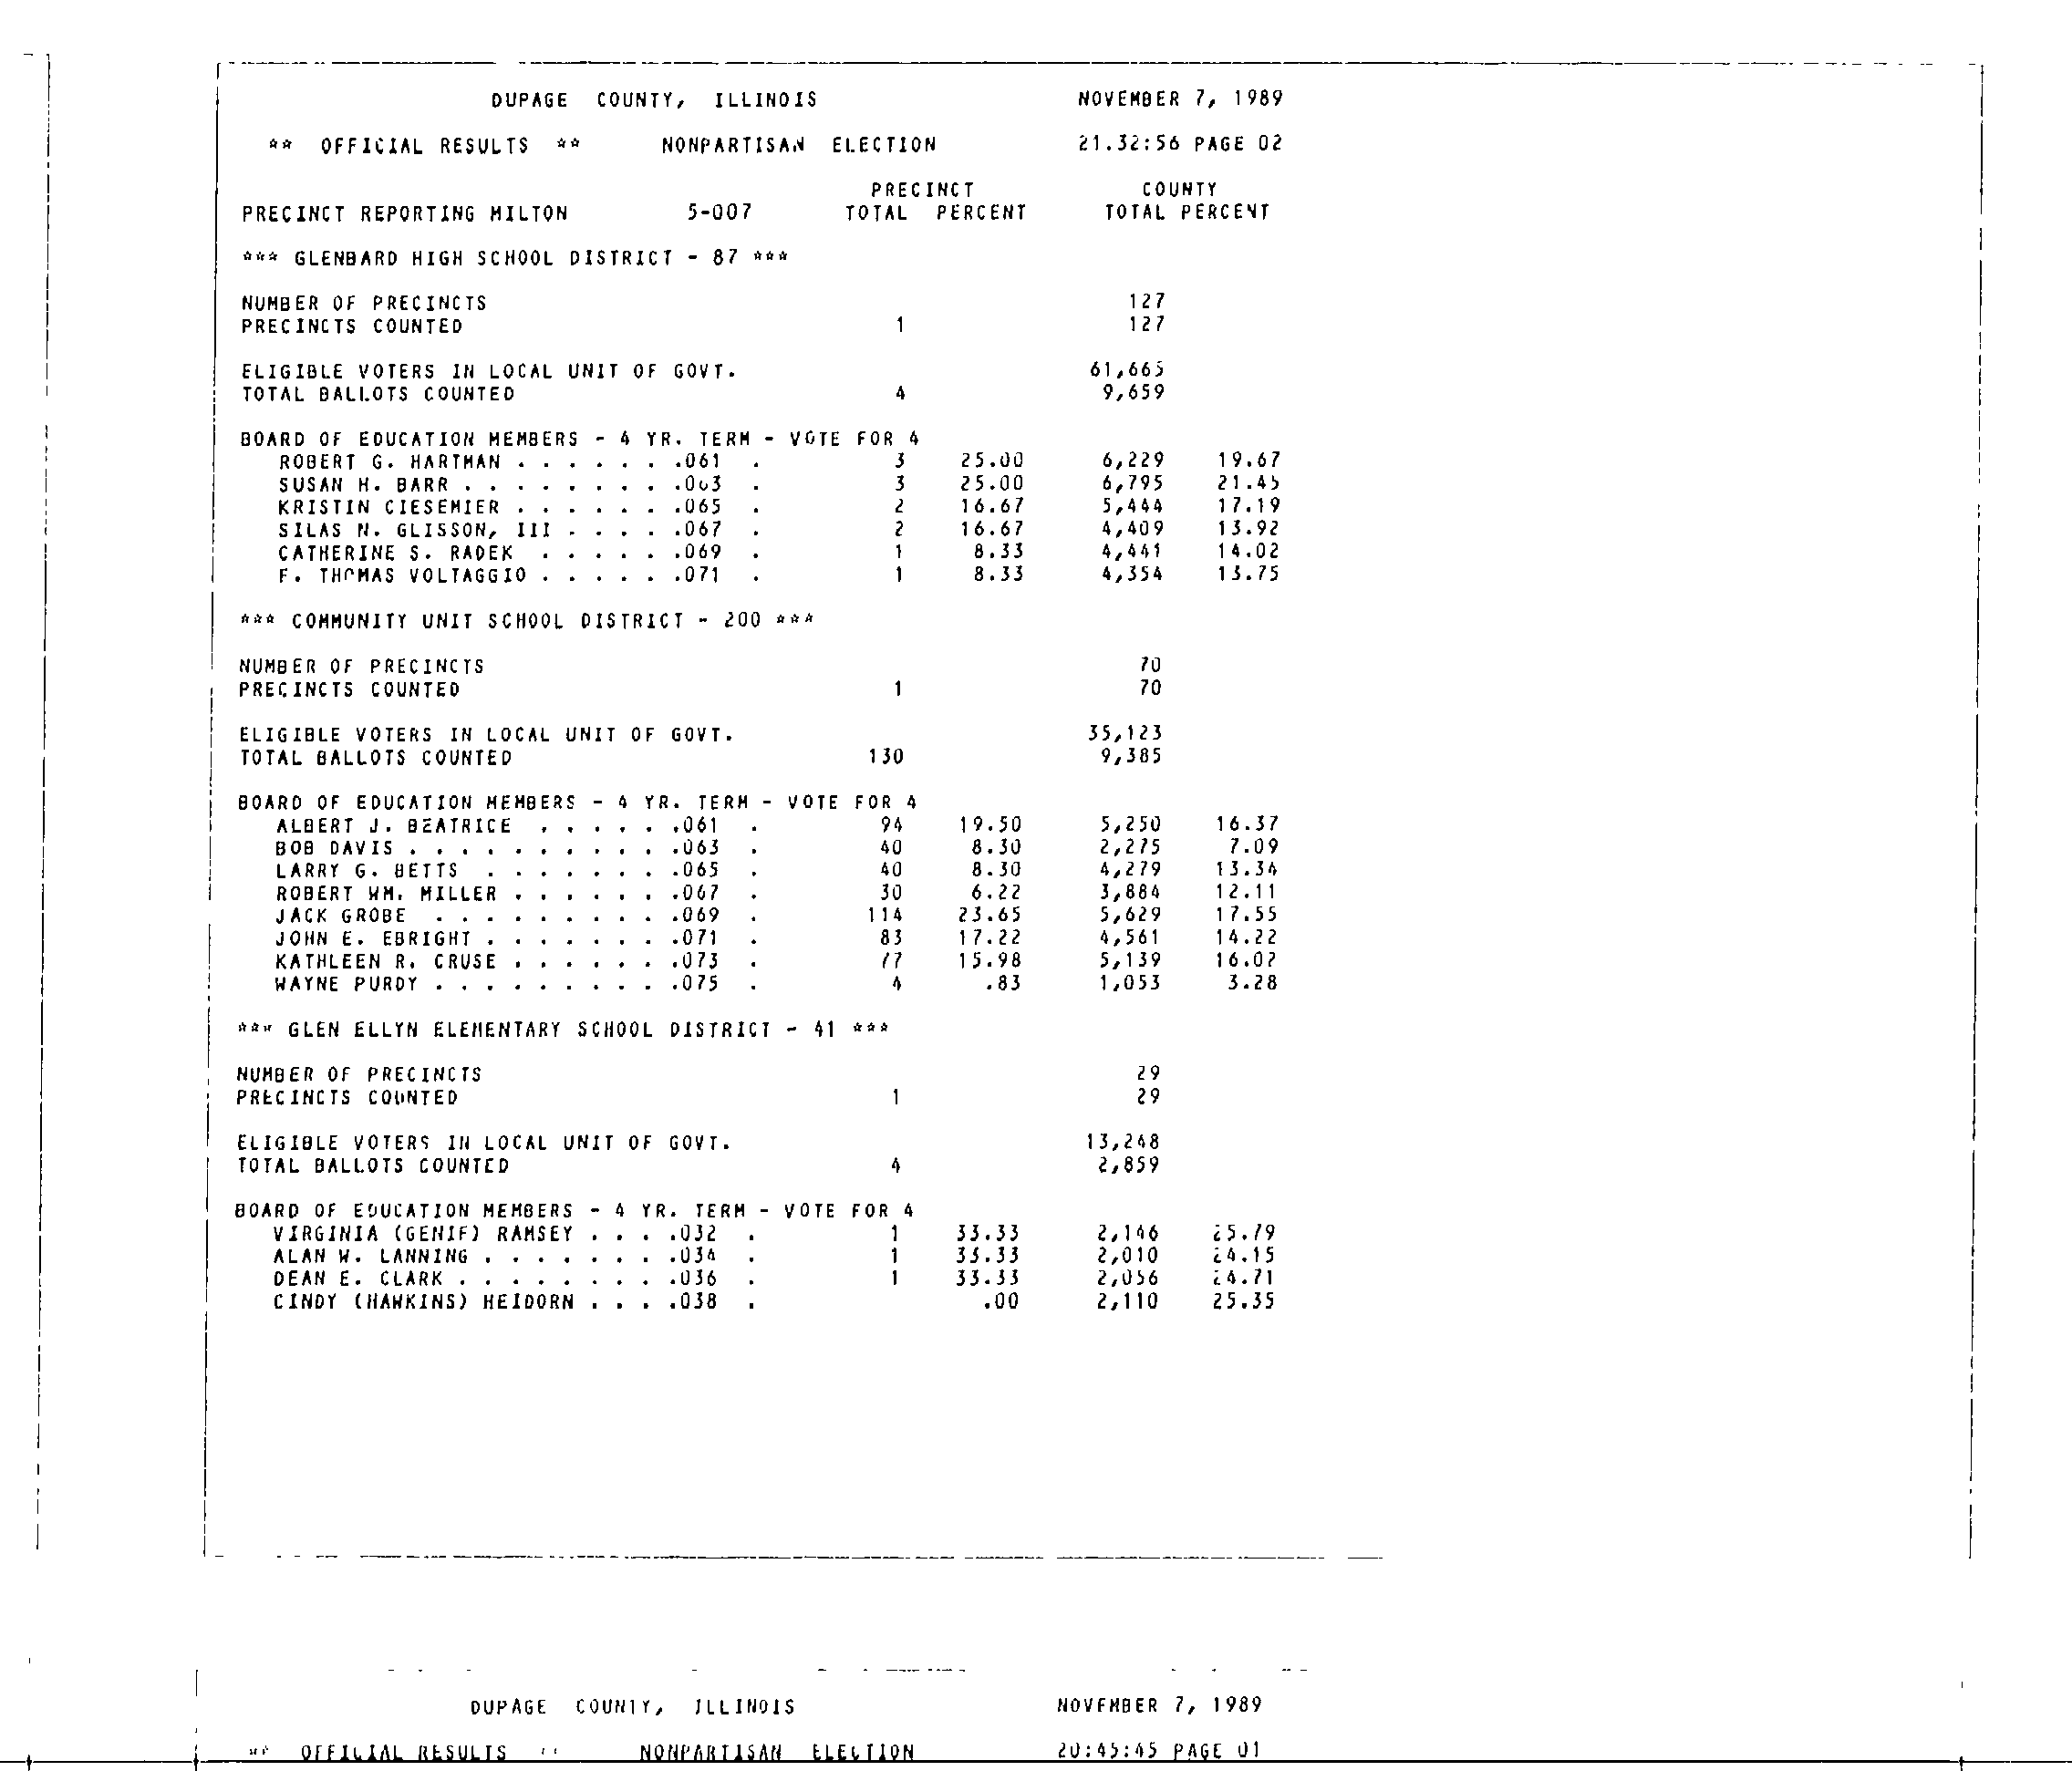 DUPAGE COUNTY, ILLINOIS NOVEMBER 7, 1989
** OFFICIAL RESULTS ** NONPARTISAN ELECTION 21.32:56 PAGE 02
PRECINCT COUNTY
PRECINCT REPORTING MILTON 5-007 TOTAL PERCENT TOTAL PERCENT
*** GLENBARD HIGH SCHOOL DISTRICT - 87 ***
NUMBER OF PRECINCTS 127
PRECINCTS COUNTED 1 127
ELIGIBLE VOTERS IN LOCAL UNIT OF GOVT. 61,665
TOTAL BALLOTS COUNTED 4 9,659
BOARD OF EDUCATION MEMBERS - 4 YR. TERM - VOTE FOR 4
ROBERT G. HARTMAN . . . . . . .061 . 3 25.00 6,229 19.67
SUSAN H. BARR . . . . . . . . .063 . 3 25.00 6,795 21.45
KRISTIN CIESEMIER . . . . . . .065 . 2 16.67 5,444 17.19
SILAS N. GLISSON, III . . . . .067 . 2 16.67 4,409 13.92
CATHERINE S. RADEK . . . . . .069 . 1 8.33 4,441 14.02
F. THOMAS VOLTAGGIO . . . . . .071 . 1 8.33 4,354 13.75
*** COMMUNITY UNIT SCHOOL DISTRICT - 200 ***
NUMBER OF PRECINCTS 70
PRECINCTS COUNTED 1 70
ELIGIBLE VOTERS IN LOCAL UNIT OF GOVT. 35,123
TOTAL BALLOTS COUNTED 130 9,385
BOARD OF EDUCATION MEMBERS - 4 YR. TERM - VOTE FOR 4
ALBERT J. BEATRICE . . . . . .061 . 94 19.50 5,250 16.37
BOB DAVIS . . . . . . . . . . .063 . 40 8.30 2,275 7.09
LARRY G. BETTS . . . . . . . .065 . 40 8.30 4,279 13.34
ROBERT WM. MILLER . . . . . . .067 . 30 6.22 3,884 12.11
JACK GROBE . . . . . . . . . .069 . 114 23.65 5,629 17.55
JOHN E. EBRIGHT . . . . . . . .071 . 83 17.22 4,561 14.22
KATHLEEN R. CRUSE . . . . . . .073 . 77 15.98 5,139 16.02
WAYNE PURDY . . . . . . . . . .075 . 4 .83 1,053 3.28
*** GLEN ELLYN ELEMENTARY SCHOOL DISTRICT - 41 ***
NUMBER OF PRECINCTS 29
PRECINCTS COUNTED 1 29
ELIGIBLE VOTERS IN LOCAL UNIT OF GOVT. 13,248
TOTAL BALLOTS COUNTED 4 2,859
BOARD OF EDUCATION MEMBERS - 4 YR. TERM - VOTE FOR 4
VIRGINIA (GENIE) RAMSEY . . . .032 . 1 33.33 2,146 25.79
ALAN W. LANNING . . . . . . . .034 . 1 33.33 2,010 24.15
DEAN E. CLARK . . . . . . . . .036 . 1 33.33 2,056 24.71
CINDY (HAWKINS) HEIDORN . . . .038 . .00 2,110 25.35
DUPAGE COUNTY, ILLINOIS NOVEMBER 7, 1989
OFFICIAL RESULTS NONPARTISAN ELECTION 20:45:45 PAGE 01